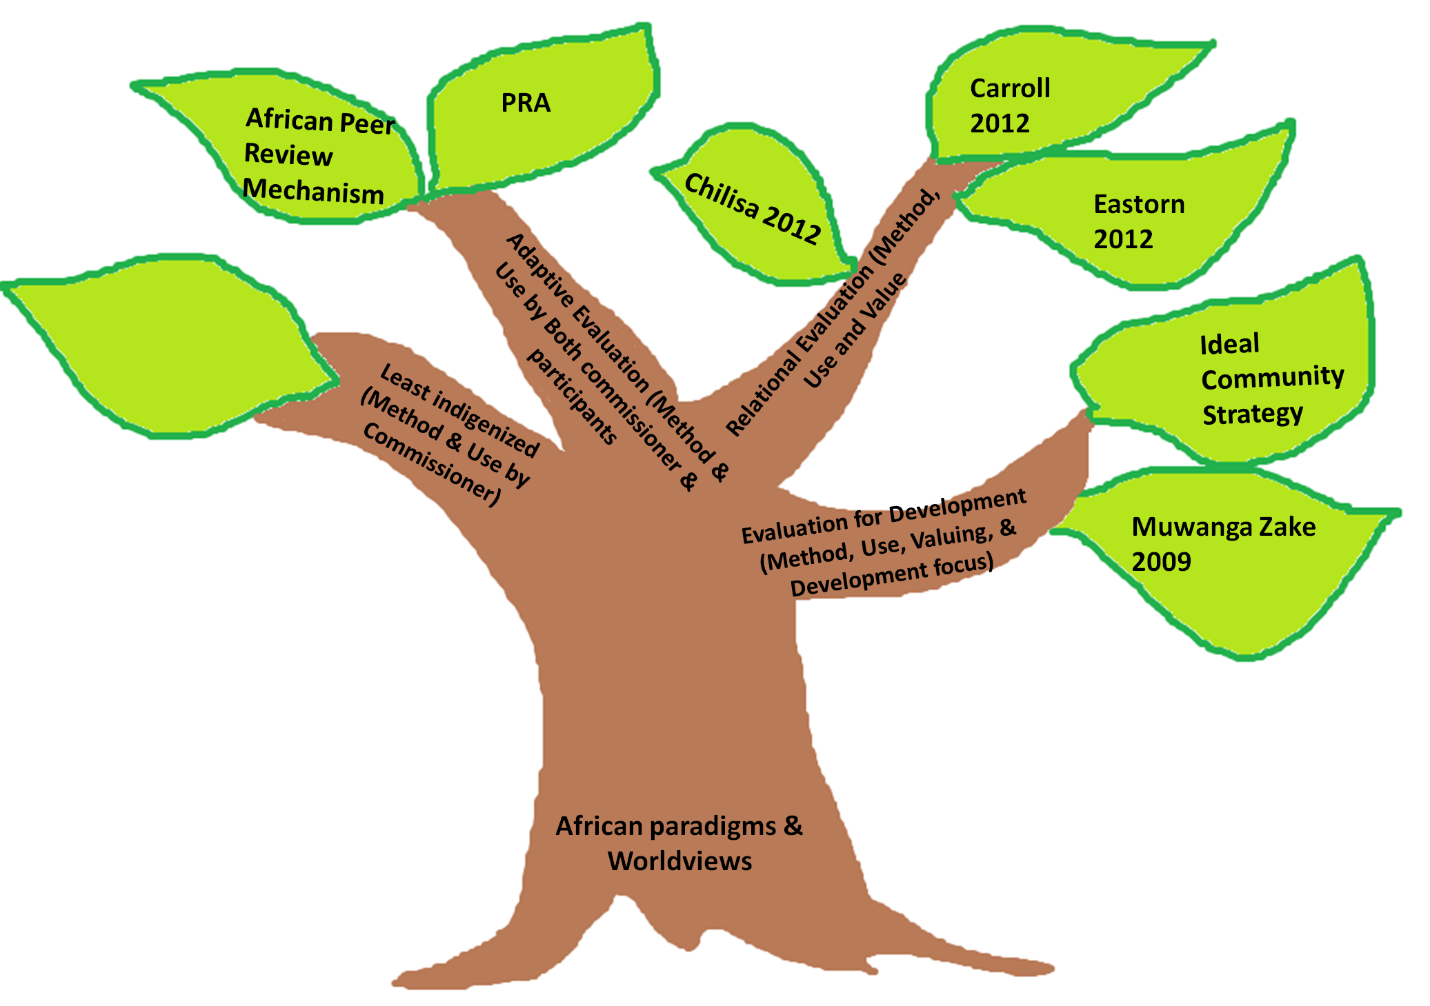 African Peer
Review
Mechanism
PRA
Chilisa 2012
Carroll
2012
Eastorn
2012
Ideal
Community
Strategy
Muwanga Zake
2009
Least indigenized
(Method & Use by
Commissioner)
Adaptive Evaluation (Method &
Use by Both commissioner &
participants
Relational Evaluation (Method,
Use and Value
Evaluation for Development
(Method, Use, Valuing, &
Development focus)
African paradigms &
Worldviews